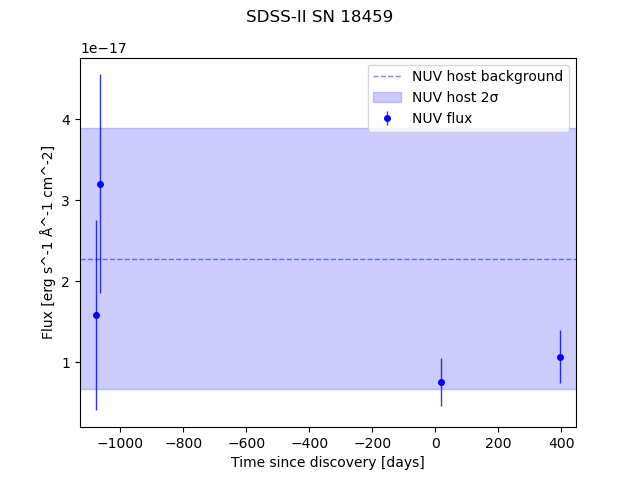 SDSS-II SN 18459
1e−17
NUV host background
NUV host 2σ
NUV flux
4
3
2
1
Flux [erg s^-1 Å^-1 cm^-2]
−1000 −800 −600 −400 −200 0 200 400
Time since discovery [days]